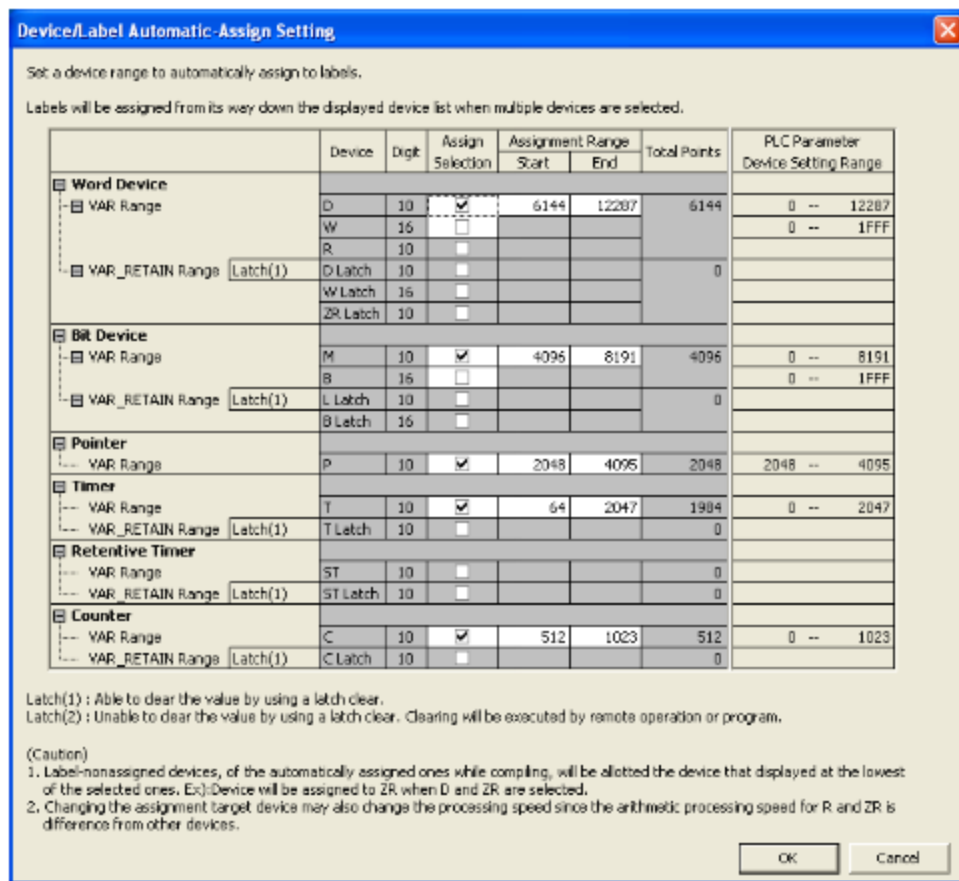 Device/Label Automatic-Assign Setting
Set a device range to automatically assign to labels.
Labels will be assigned from its way down the displayed device list when multiple devices are selected.
Device Digit Assign Selection Assignment Range Start End Total Points PLC Parameter Device Setting Range
Word Device
VAR Range D 10 6144 12287 6144 0 -- 12287
W 16 0 -- 1FFF
R 10
VAR_RETAIN Range Latch(1) D Latch 10 0
W Latch 16
ZR Latch 10
Bit Device
VAR Range M 10 4096 8191 4096 0 -- 8191
B 16 0 -- 1FFF
VAR_RETAIN Range Latch(1) L Latch 10 0
B Latch 16
Pointer
VAR Range P 10 2048 4095 2048 2048 -- 4095
Timer
VAR Range T 10 64 2047 1984 0 -- 2047
VAR_RETAIN Range Latch(1) T Latch 10 0
Retentive Timer
VAR Range ST 10 0
VAR_RETAIN Range Latch(1) ST Latch 10 0
Counter
VAR Range C 10 512 1023 512 0 -- 1023
VAR_RETAIN Range Latch(1) C Latch 10 0
Latch(1) : Able to clear the value by using a latch clear.
Latch(2) : Unable to clear the value by using a latch clear. Clearing will be executed by remote operation or program.
(Caution)
1. Label-nonassigned devices, of the automatically assigned ones while compiling, will be allotted the device that displayed at the lowest
of the selected ones. Ex):Device will be assigned to ZR when D and ZR are selected.
2. Changing the assignment target device may also change the processing speed since the arithmetic processing speed for R and ZR is
difference from other devices.
OK Cancel